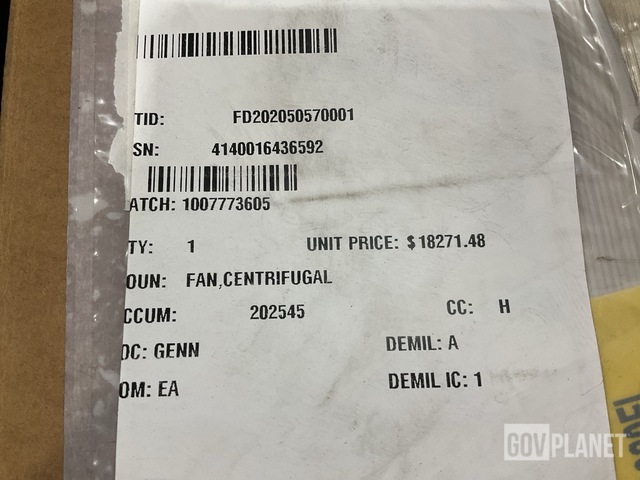 TID: FD202050570001
SN: 4140016436592
ATCH: 1007773605
TY: 1 UNIT PRICE: $18271.48
OUN: FAN,CENTRIFUGAL
CCUM: 202545 CC: H
OC: GENN DEMIL: A
OM: EA DEMIL IC: 1
GOVPLANET